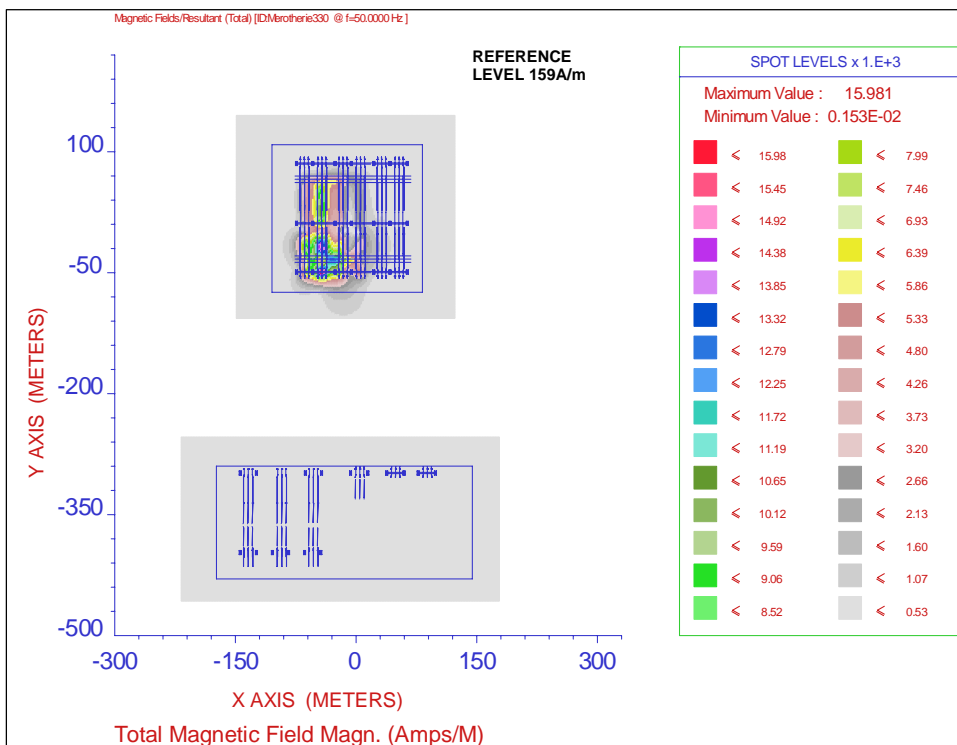 Magnetic Fields/Resultant (Total) [ID:Merotherie330 @ f=50.0000 Hz ]
REFERENCE
LEVEL 159A/m
SPOT LEVELS x 1.E+3
Maximum Value : 15.981
Minimum Value : 0.153E-02
≤ 15.98 ≤ 7.99
≤ 15.45 ≤ 7.46
≤ 14.92 ≤ 6.93
≤ 14.38 ≤ 6.39
≤ 13.85 ≤ 5.86
≤ 13.32 ≤ 5.33
≤ 12.79 ≤ 4.80
≤ 12.25 ≤ 4.26
≤ 11.72 ≤ 3.73
≤ 11.19 ≤ 3.20
≤ 10.65 ≤ 2.66
≤ 10.12 ≤ 2.13
≤ 9.59 ≤ 1.60
≤ 9.06 ≤ 1.07
≤ 8.52 ≤ 0.53
Y AXIS (METERS)
100
-50
-200
-350
-500
-300 -150 0 150 300
X AXIS (METERS)
Total Magnetic Field Magn. (Amps/M)